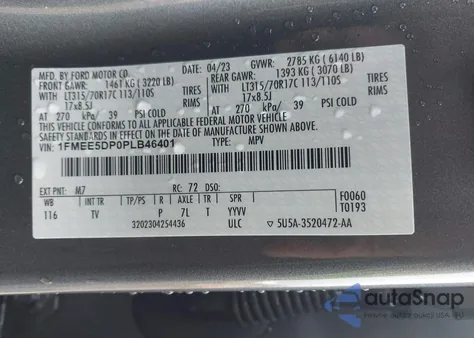 MFD. BY FORD MOTOR CO.
DATE: 04/23 GVWR: 2785 KG ( 6140 LB)
FRONT GAWR: 1461 KG ( 3220 LB) REAR GAWR: 1393 KG ( 3070 LB)
WITH LT315/70R17C 113/110S TIRES WITH LT315/70R17C 113/110S TIRES
17x8.5J RIMS 17x8.5J RIMS
AT 270 kPa/ 39 PSI COLD AT 270 kPa/ 39 PSI COLD
THIS VEHICLE CONFORMS TO ALL APPLICABLE FEDERAL MOTOR VEHICLE
SAFETY STANDARDS IN EFFECT ON THE DATE OF MANUFACTURE SHOWN ABOVE.
VIN: 1FMEE5DP0PLB46401 TYPE: MPV
EXT PNT: M7 RC: 72 DSO: F0060
WB INT TR TP/PS R AXLE TR SPR T0193
116 TV P 7L T YYVV
3202304254436 ULC 5U5A-3520472-AA
autaSnap